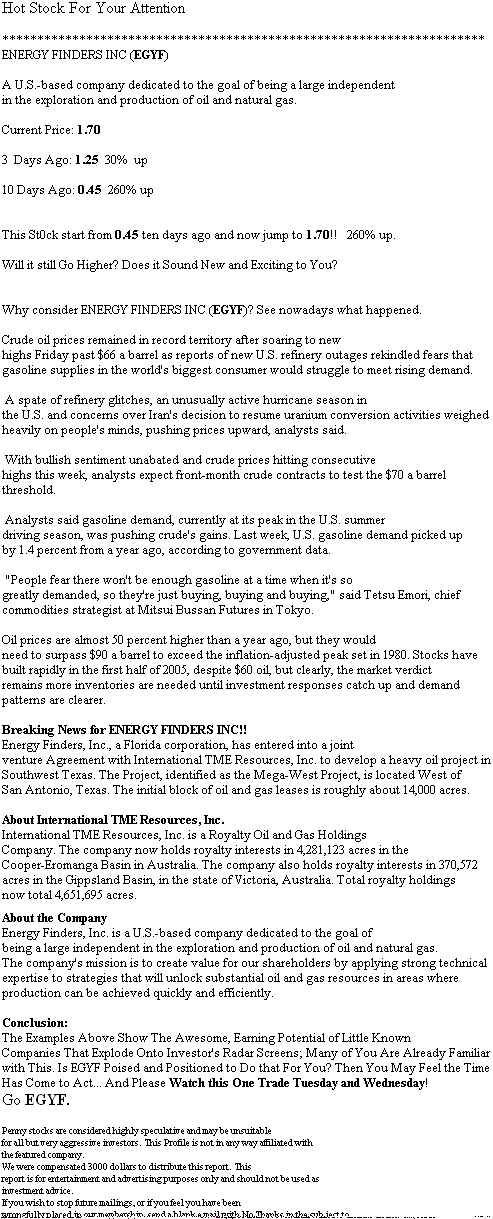 Hot Stock For Your Attention
*********************************************************************
ENERGY FINDERS INC (EGYF)
A U.S.-based company dedicated to the goal of being a large independent
in the exploration and production of oil and natural gas.
Current Price: 1.70
3 Days Ago: 1.25 30% up
10 Days Ago: 0.45 260% up
This St0ck start from 0.45 ten days ago and now jump to 1.70!! 260% up.
Will it still Go Higher? Does it Sound New and Exciting to You?
Why consider ENERGY FINDERS INC (EGYF)? See nowadays what happened.
Crude oil prices remained in record territory after soaring to new
highs Friday past $66 a barrel as reports of new U.S. refinery outages rekindled fears that
gasoline supplies in the world's biggest consumer would struggle to meet rising demand.
A spate of refinery glitches, an unusually active hurricane season in
the U.S. and concerns over Iran's decision to resume uranium conversion activities weighed
heavily on people's minds, pushing prices upward, analysts said.
With bullish sentiment unabated and crude prices hitting consecutive
highs this week, analysts expect front-month crude contracts to test the $70 a barrel
threshold.
Analysts said gasoline demand, currently at its peak in the U.S. summer
driving season, was pushing crude's gains. Last week, U.S. gasoline demand picked up
by 1.4 percent from a year ago, according to government data.
"People fear there won't be enough gasoline at a time when it's so
greatly demanded, so they're just buying, buying and buying," said Tetsu Emori, chief
commodities strategist at Mitsui Bussan Futures in Tokyo.
Oil prices are almost 50 percent higher than a year ago, but they would
need to surpass $90 a barrel to exceed the inflation-adjusted peak set in 1980. Stocks have
built rapidly in the first half of 2005, despite $60 oil, but clearly, the market verdict
remains more inventories are needed until investment responses catch up and demand
patterns are clearer.
Breaking News for ENERGY FINDERS INC!!
Energy Finders, Inc., a Florida corporation, has entered into a joint
venture Agreement with International TME Resources, Inc. to develop a heavy oil project in
Southwest Texas. The Project, identified as the Mega-West Project, is located West of
San Antonio, Texas. The initial block of oil and gas leases is roughly about 14,000 acres.
About International TME Resources, Inc.
International TME Resources, Inc. is a Royalty Oil and Gas Holdings
Company. The company now holds royalty interests in 4,281,123 acres in the
Cooper-Eromanga Basin in Australia. The company also holds royalty interests in 370,572
acres in the Gippsland Basin, in the state of Victoria, Australia. Total royalty holdings
now total 4,651,695 acres.
About the Company
Energy Finders, Inc. is a U.S.-based company dedicated to the goal of
being a large independent in the exploration and production of oil and natural gas.
The company's mission is to create value for our shareholders by applying strong technical
expertise to strategies that will unlock substantial oil and gas resources in areas where
production can be achieved quickly and efficiently.
Conclusion:
The Examples Above Show The Awesome, Earning Potential of Little Known
Companies That Explode Onto Investor's Radar Screens; Many of You Are Already Familiar
with This. Is EGYF Poised and Positioned to Do that For You? Then You May Feel the Time
Has Come to Act... And Please Watch this One Trade Tuesday and Wednesday!
Go EGYF.
Penny stocks are considered highly speculative and may be unsuitable
for all but very aggressive investors. This Profile is not in any way affiliated with
the featured company.
We were compensated 3000 dollars to distribute this report. This
report is for entertainment and advertising purposes only and should not be used as
investment advice.
If you wish to stop future mailings, or if you feel you have been
wrongfully placed in our membership, send a blank e mail with No Thanks in the subject to